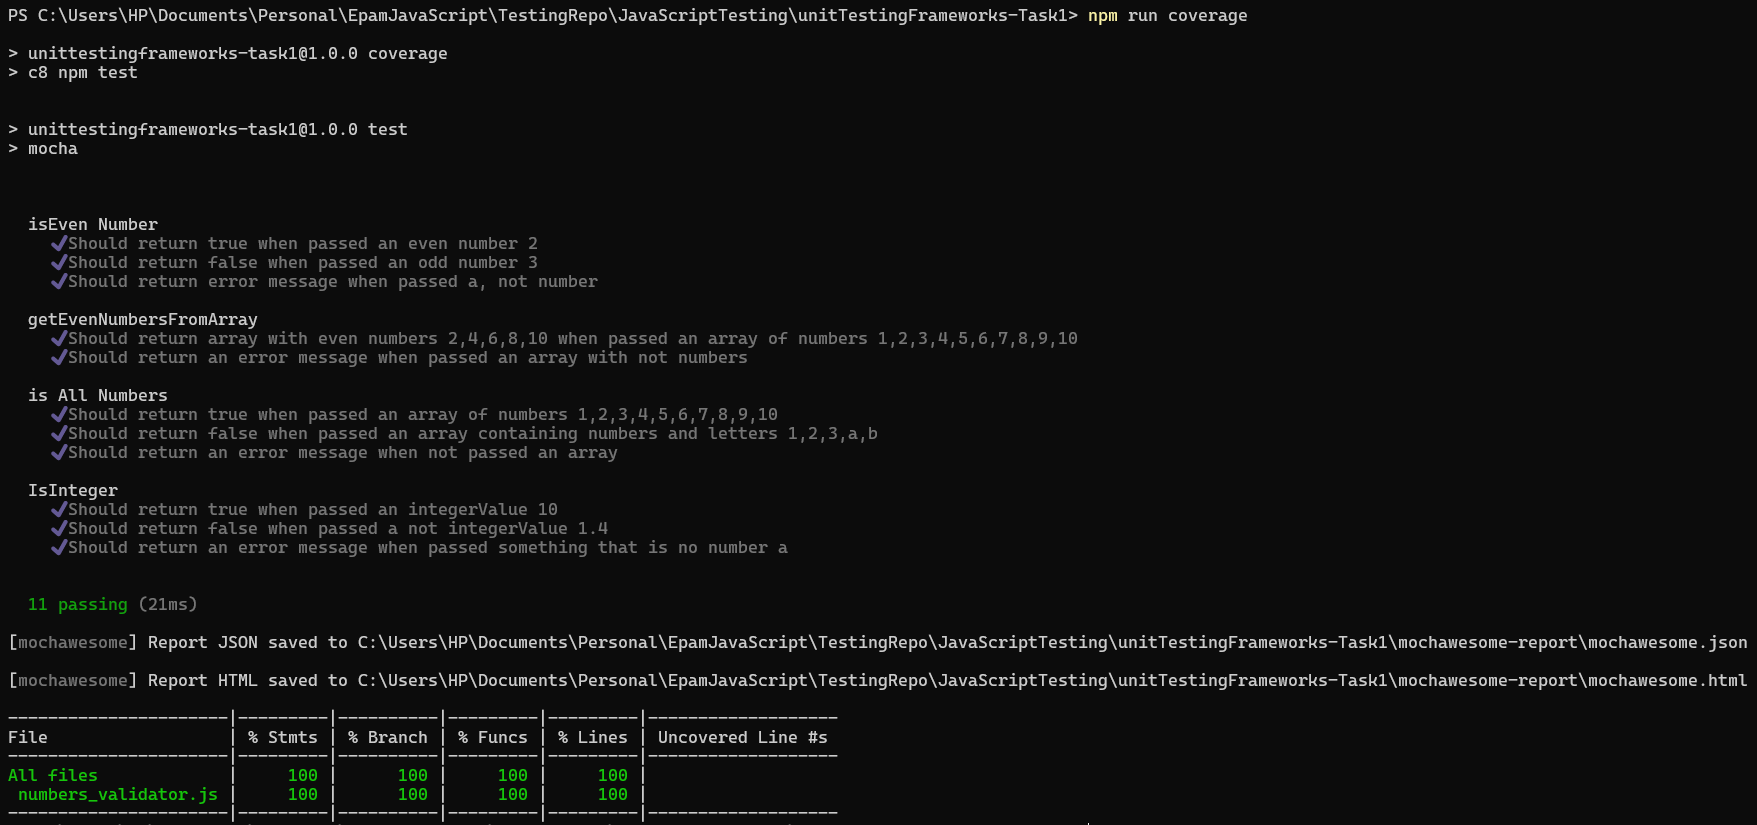 PS C:\Users\HP\Documents\Personal\EpamJavaScript\TestingRepo\JavaScriptTesting\unitTestingFrameworks-Task1> npm run coverage
> unittestingframeworks-task1@1.0.0 coverage
> c8 npm test
> unittestingframeworks-task1@1.0.0 test
> mocha
isEven Number
✔Should return true when passed an even number 2
✔Should return false when passed an odd number 3
✔Should return error message when passed a, not number
getEvenNumbersFromArray
✔Should return array with even numbers 2,4,6,8,10 when passed an array of numbers 1,2,3,4,5,6,7,8,9,10
✔Should return an error message when passed an array with not numbers
is All Numbers
✔Should return true when passed an array of numbers 1,2,3,4,5,6,7,8,9,10
✔Should return false when passed an array containing numbers and letters 1,2,3,a,b
✔Should return an error message when not passed an array
IsInteger
✔Should return true when passed an integerValue 10
✔Should return false when passed a not integerValue 1.4
✔Should return an error message when passed something that is no number a
11 passing (21ms)
[mochawesome] Report JSON saved to C:\Users\HP\Documents\Personal\EpamJavaScript\TestingRepo\JavaScriptTesting\unitTestingFrameworks-Task1\mochawesome-report\mochawesome.json
[mochawesome] Report HTML saved to C:\Users\HP\Documents\Personal\EpamJavaScript\TestingRepo\JavaScriptTesting\unitTestingFrameworks-Task1\mochawesome-report\mochawesome.html
----------------------|---------|----------|---------|---------|-------------------
File                  | % Stmts | % Branch | % Funcs | % Lines | Uncovered Line #s
----------------------|---------|----------|---------|---------|-------------------
All files             |     100 |      100 |     100 |     100 |
 numbers_validator.js |     100 |      100 |     100 |     100 |
----------------------|---------|----------|---------|---------|-------------------